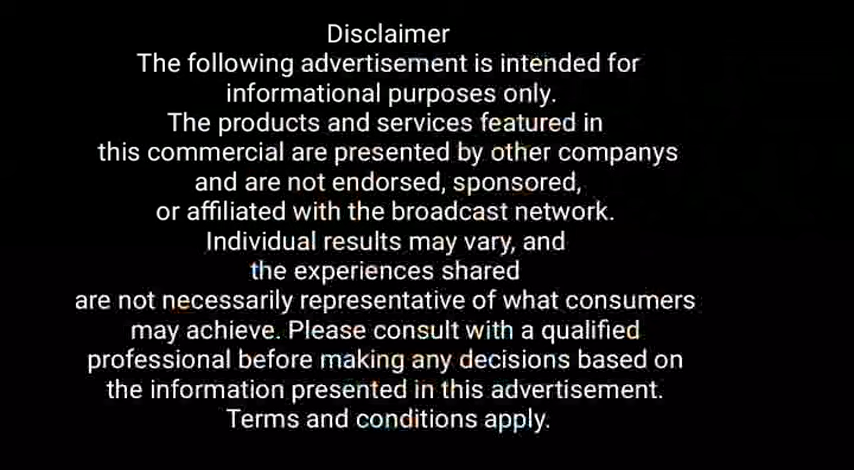 Disclaimer
The following advertisement is intended for
informational purposes only.
The products and services featured in
this commercial are presented by other companys
and are not endorsed, sponsored,
or affiliated with the broadcast network.
Individual results may vary, and
the experiences shared
are not necessarily representative of what consumers
may achieve. Please consult with a qualified
professional before making any decisions based on
the information presented in this advertisement.
Terms and conditions apply.